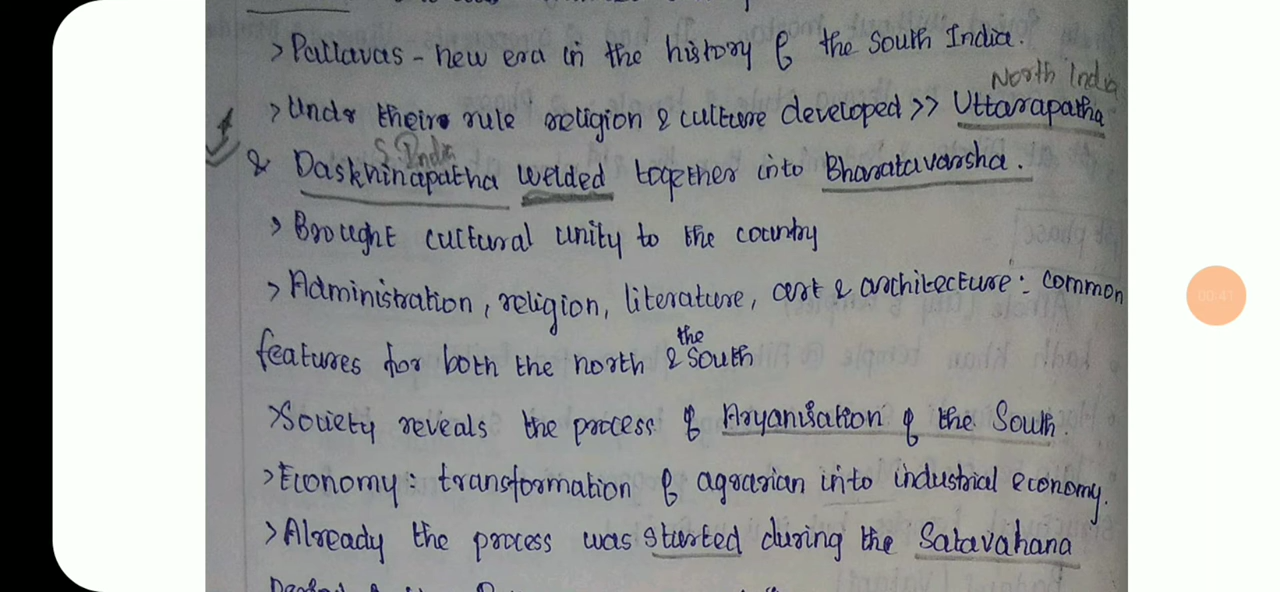 > Pallavas - new era in the history of the South India.
North India
> Under their rule religion & culture developed >> Uttarapatha
S. India
& Daskhinapatha welded together into Bharatavarsha.
> Brought cultural unity to the country
> Administration, religion, literature, art & architecture: common
the
features for both the north & South
> Society reveals the process of Aryanisation of the South.
> Economy: transformation of agrarian into industrial economy.
> Already the process was started during the Satavahana
00:41